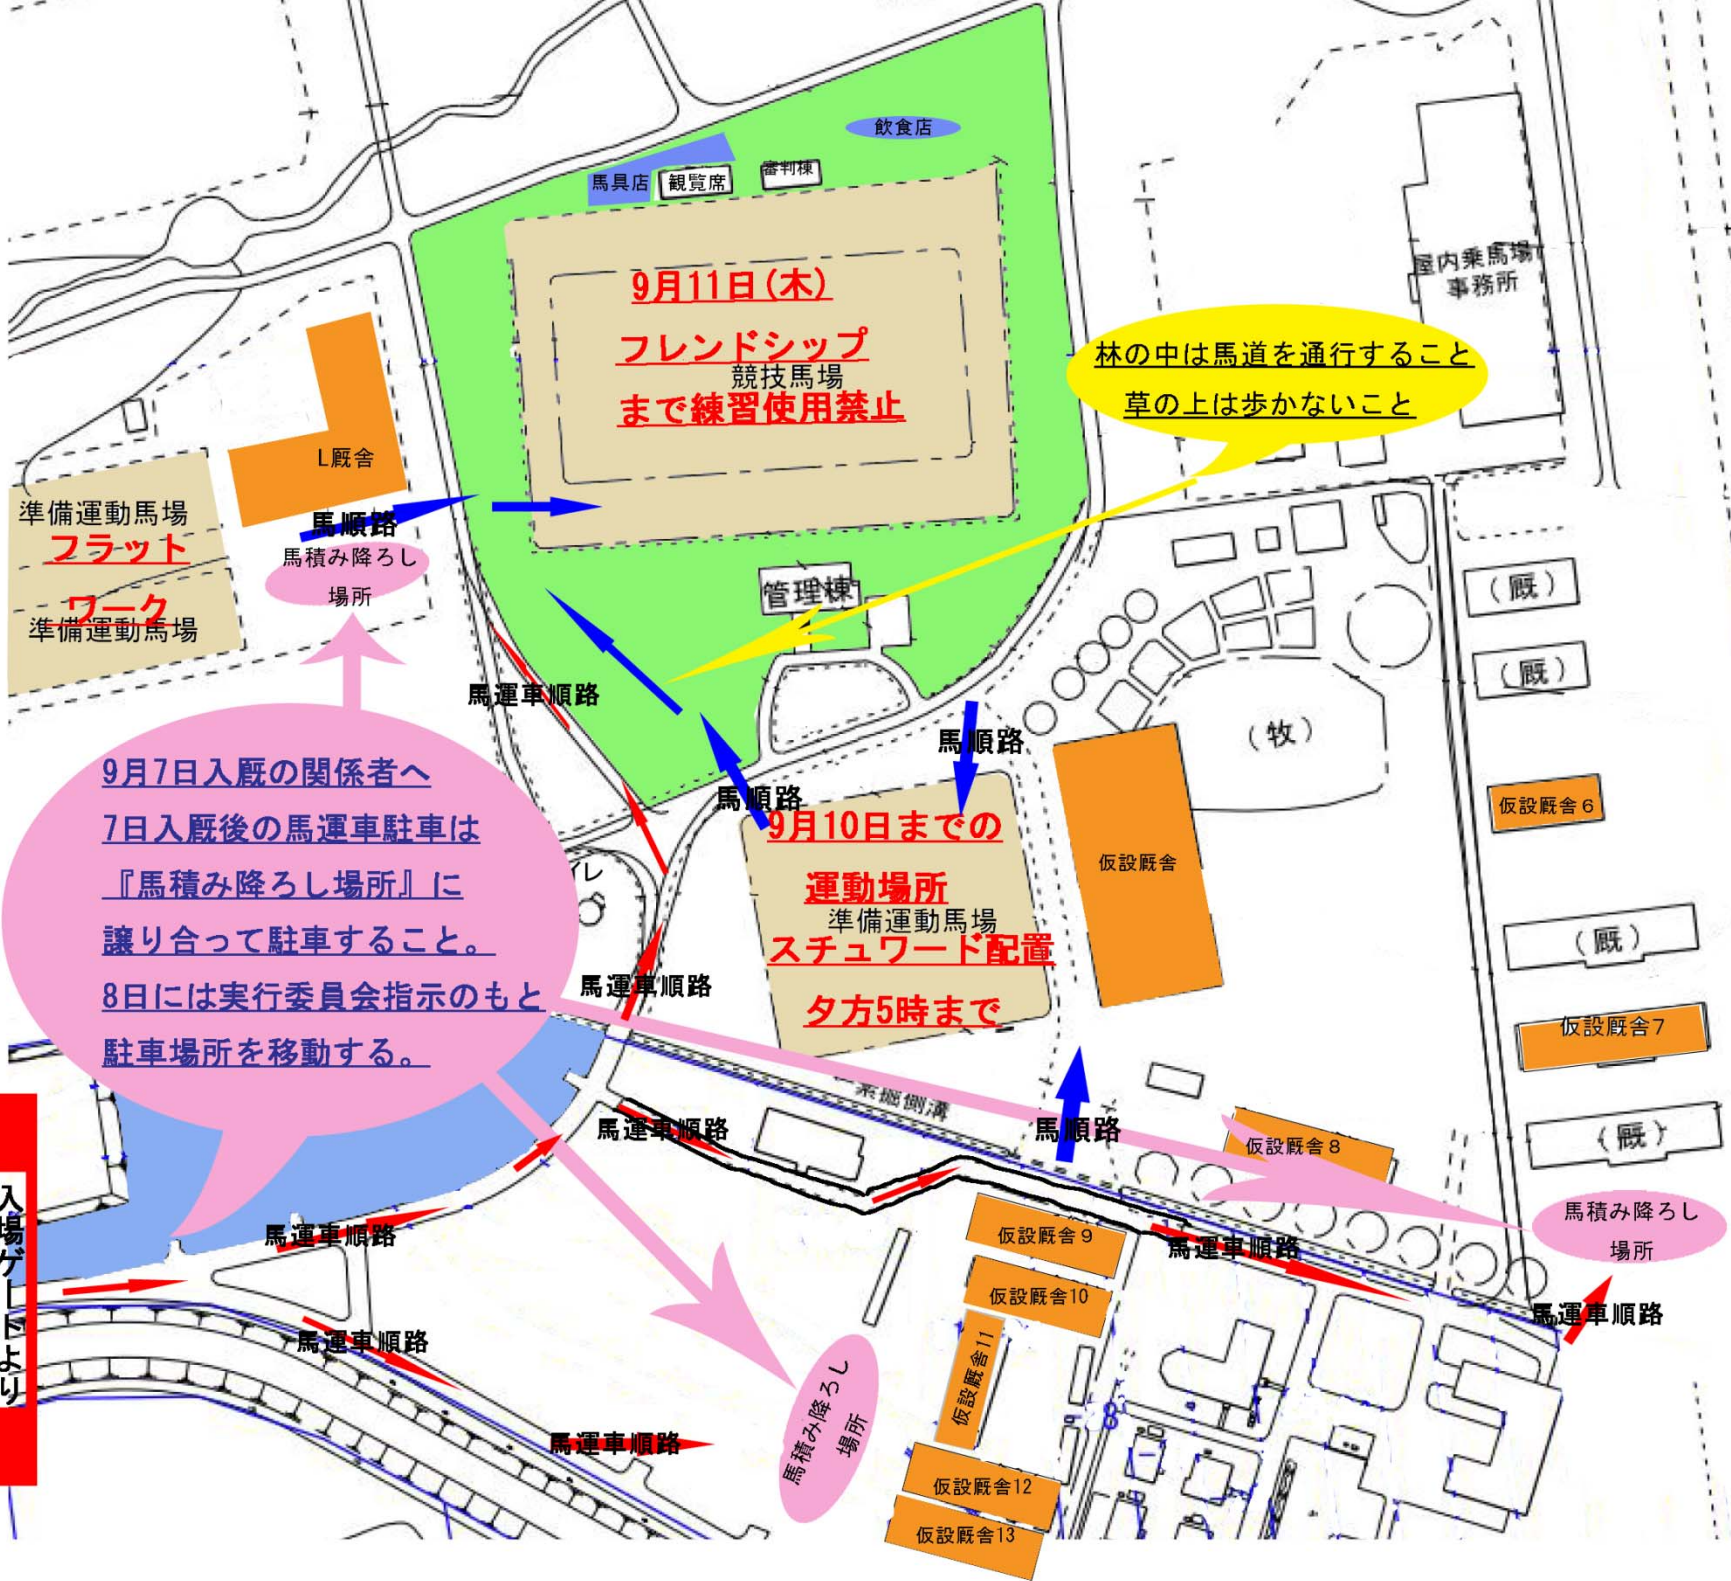 飲食店
馬具店
観覧席
審判棟
9月11日(木)
フレンドシップ
競技馬場
まで練習使用禁止
屋内乗馬場
事務所
林の中は馬道を通行すること
草の上は歩かないこと
L厩舎
準備運動馬場
フラット
ワーク
準備運動馬場
馬順路
馬積み降ろし
場所
管理棟
(厩)
(厩)
馬運車順路
馬順路
馬順路
(牧)
9月7日入厩の関係者へ
7日入厩後の馬運車駐車は
『馬積み降ろし場所』に
譲り合って駐車すること。
8日には実行委員会指示のもと
駐車場所を移動する。
9月10日までの
運動場所
準備運動馬場
スチュワード配置
夕方5時まで
仮設厩舎
仮設厩舎6
(厩)
仮設厩舎7
(厩)
イレ
馬運車順路
素掘側溝
馬運車順路
馬順路
仮設厩舎8
馬積み降ろし
場所
入場ゲートより
馬運車順路
仮設厩舎9
馬運車順路
仮設厩舎10
馬運車順路
馬運車順路
仮設厩舎11
馬積み降ろし
場所
馬運車順路
仮設厩舎12
仮設厩舎13